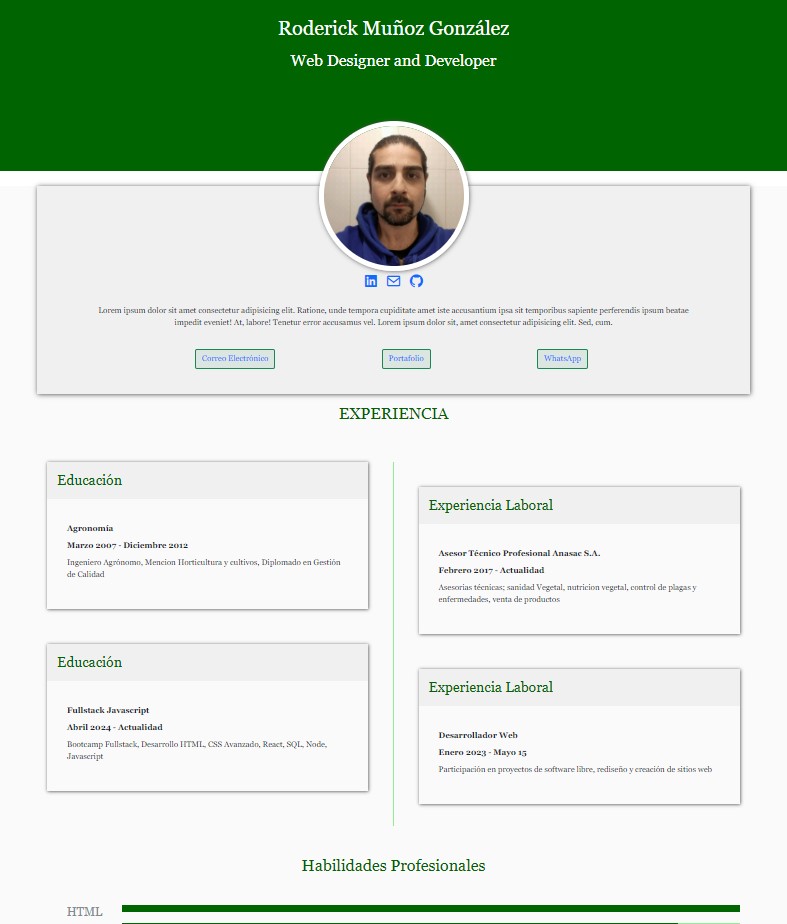 Roderick Muñoz González
Web Designer and Developer
Lorem ipsum dolor sit amet consectetur adipisicing elit. Ratione, unde tempora cupiditate amet iste accusantium ipsa sit temporibus sapiente perferendis ipsum beatae
impedit eveniet! At, labore! Tenetur error accusamus vel. Lorem ipsum dolor sit, amet consectetur adipisicing elit. Sed, cum.
Correo Electrónico
Portafolio
WhatsApp
EXPERIENCIA
Educación
Agronomía
Marzo 2007 - Diciembre 2012
Ingeniero Agrónomo, Mencion Horticultura y cultivos, Diplomado en Gestión
de Calidad
Experiencia Laboral
Asesor Técnico Profesional Anasac S.A.
Febrero 2017 - Actualidad
Asesorias técnicas; sanidad Vegetal, nutricion vegetal, control de plagas y
enfermedades, venta de productos
Educación
Fullstack Javascript
Abril 2024 - Actualidad
Bootcamp Fullstack, Desarrollo HTML, CSS Avanzado, React, SQL, Node,
Javascript
Experiencia Laboral
Desarrollador Web
Enero 2023 - Mayo 15
Participación en proyectos de software libre, rediseño y creación de sitios web
Habilidades Profesionales
HTML